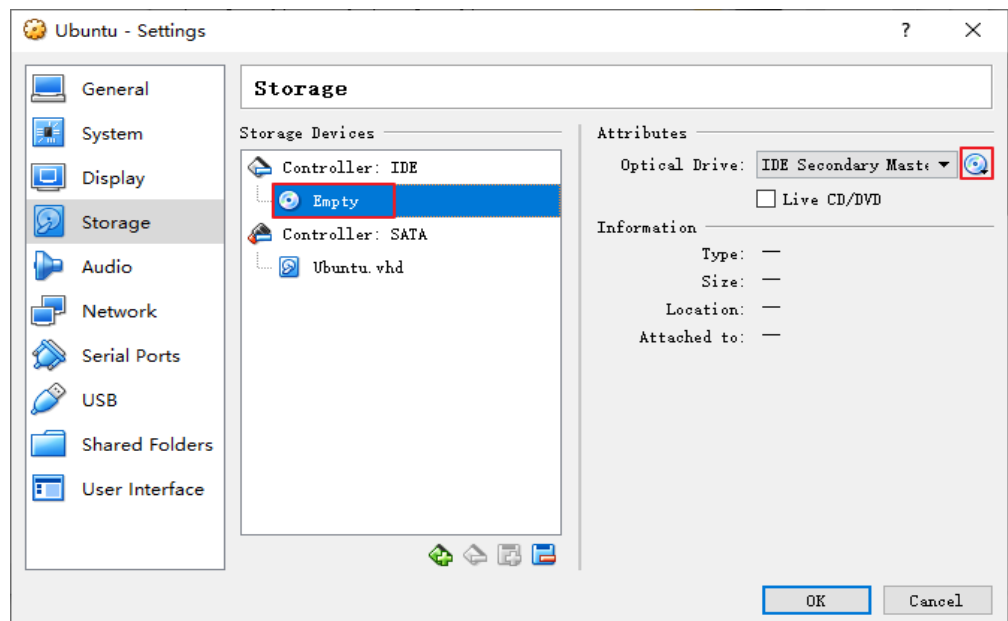 Ubuntu - Settings
?
General
System
Display
Storage
Audio
Network
Serial Ports
USB
Shared Folders
User Interface
Storage
Storage Devices
Controller: IDE
Empty
Controller: SATA
Ubuntu.vhd
Attributes
Optical Drive: IDE Secondary Maste
Live CD/DVD
Information
Type: —
Size: —
Location: —
Attached to: —
OK
Cancel